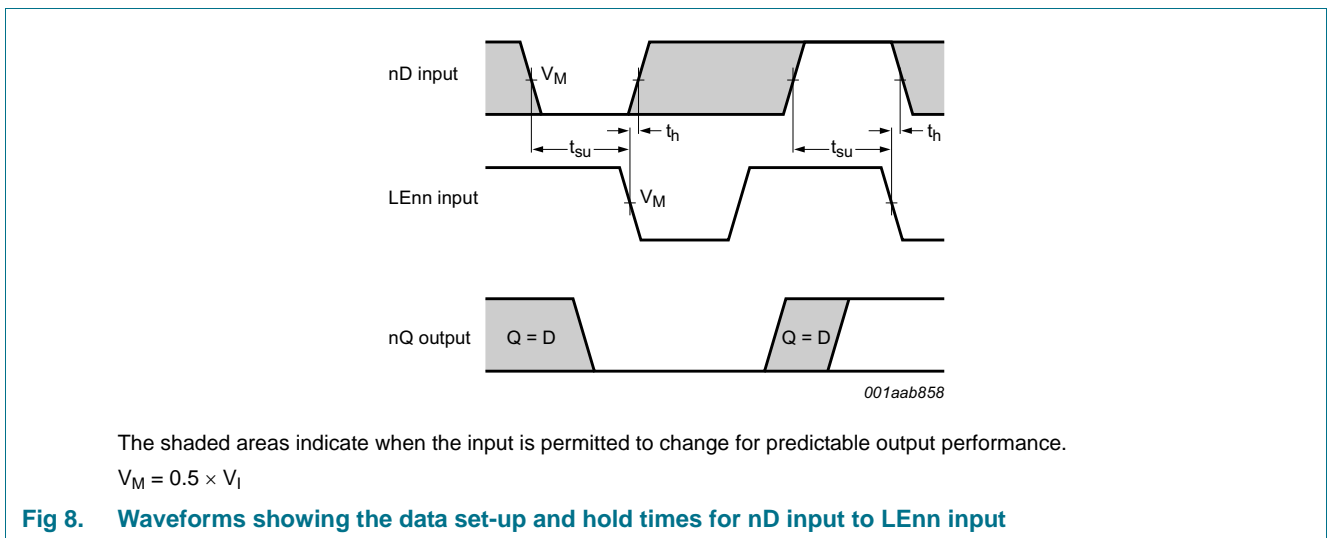 nD input
V_M
t_h
t_h
t_su
t_su
LEnn input
V_M
nQ output
Q = D
Q = D
001aab858
The shaded areas indicate when the input is permitted to change for predictable output performance.
V_M = 0.5 × V_I
Fig 8. Waveforms showing the data set-up and hold times for nD input to LEnn input